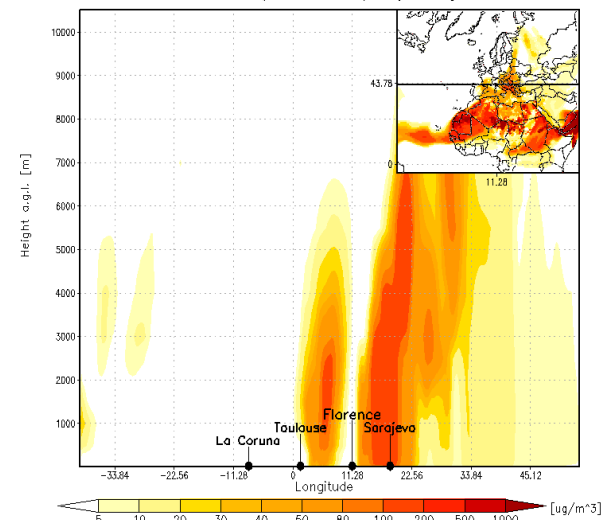 10000
9000
8000
7000
6000
5000
4000
3000
2000
1000
Height a.g.l. [m]
43.78
0
11.28
Florence
Toulouse Sarajevo
La Coruna
-33.84 -22.56 -11.28 0 11.28 22.56 33.84 45.12
Longitude
5 10 20 30 40 50 80 100 200 500 1000 [ug/m^3]